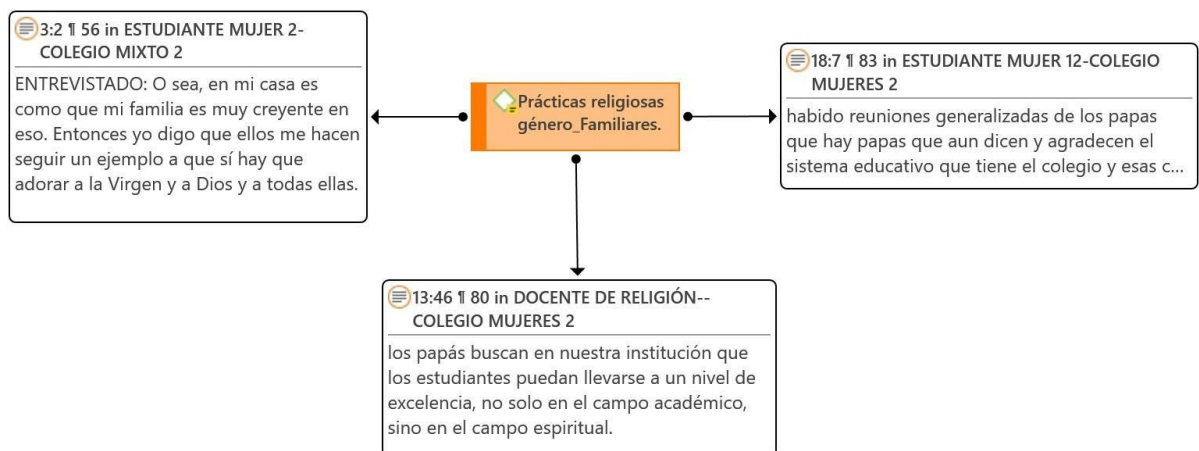 3:2 ¶ 56 in ESTUDIANTE MUJER 2-
COLEGIO MIXTO 2
ENTREVISTADO: O sea, en mi casa es
como que mi familia es muy creyente en
eso. Entonces yo digo que ellos me hacen
seguir un ejemplo a que sí hay que
adorar a la Virgen y a Dios y a todas ellas.
Prácticas religiosas
género_Familiares.
18:7 ¶ 83 in ESTUDIANTE MUJER 12-COLEGIO
MUJERES 2
habido reuniones generalizadas de los papas
que hay papas que aun dicen y agradecen el
sistema educativo que tiene el colegio y esas c...
13:46 ¶ 80 in DOCENTE DE RELIGIÓN--
COLEGIO MUJERES 2
los papás buscan en nuestra institución que
los estudiantes puedan llevarse a un nivel de
excelencia, no solo en el campo académico,
sino en el campo espiritual.